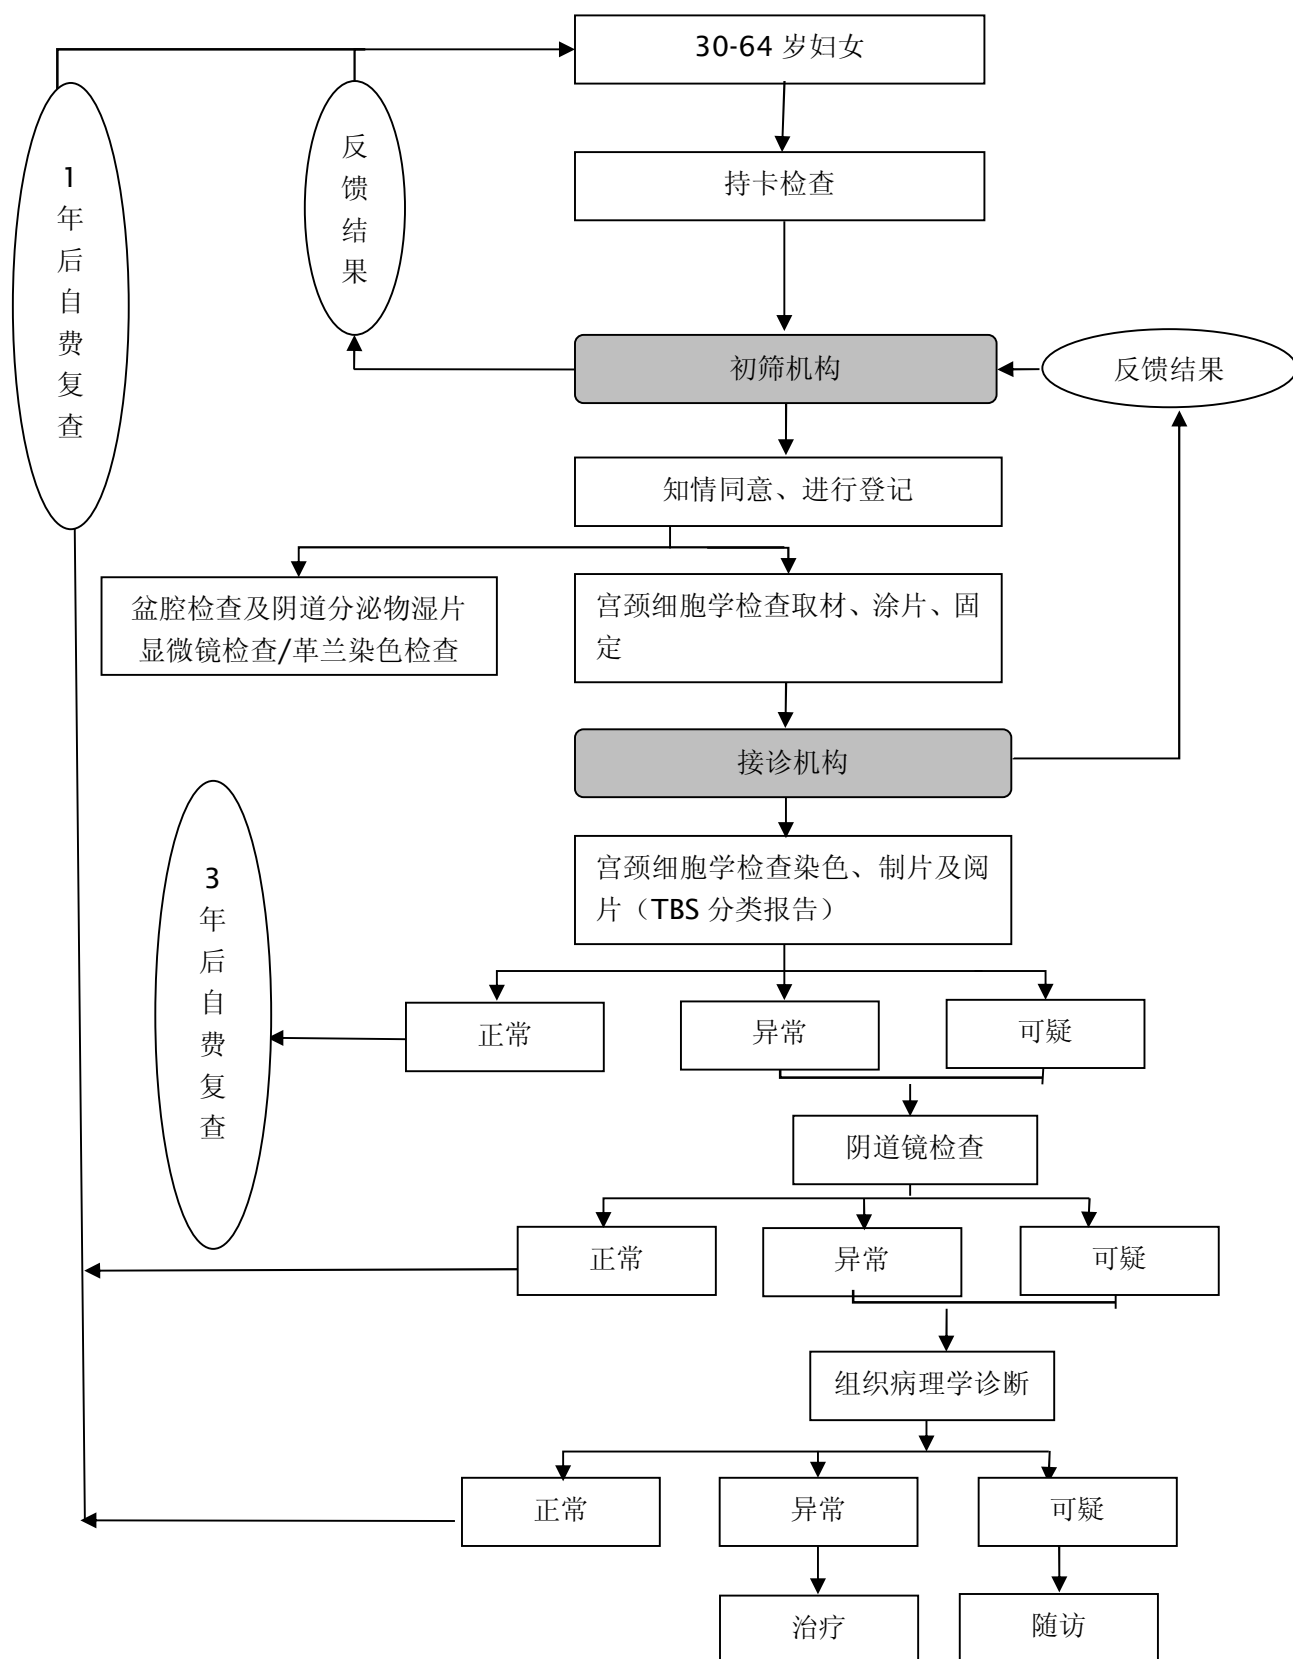 30-64 岁妇女
持卡检查
1
年
后
自
费
复
查
反
馈
结
果
初筛机构
反馈结果
知情同意、进行登记
盆腔检查及阴道分泌物湿片
显微镜检查/革兰染色检查
宫颈细胞学检查取材、涂片、固
定
接诊机构
宫颈细胞学检查染色、制片及阅
片（TBS 分类报告）
3
年
后
自
费
复
查
正常
异常
可疑
阴道镜检查
正常
异常
可疑
组织病理学诊断
正常
异常
可疑
治疗
随访